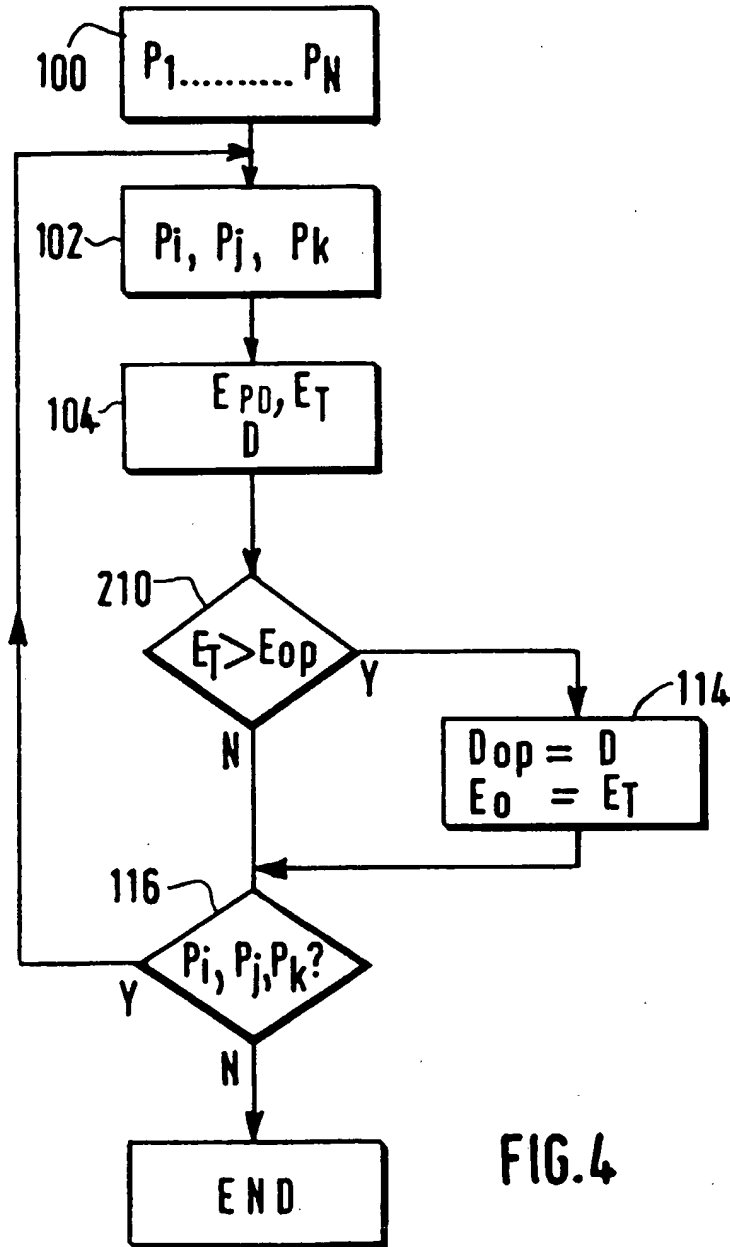 100
P1.......... PN
102
Pi, Pj, Pk
104
EPD, ET
D
210
ET>Eop
Y
N
114
Dop = D
Eo = ET
116
Pi, Pj,Pk?
Y
N
END
FIG.4